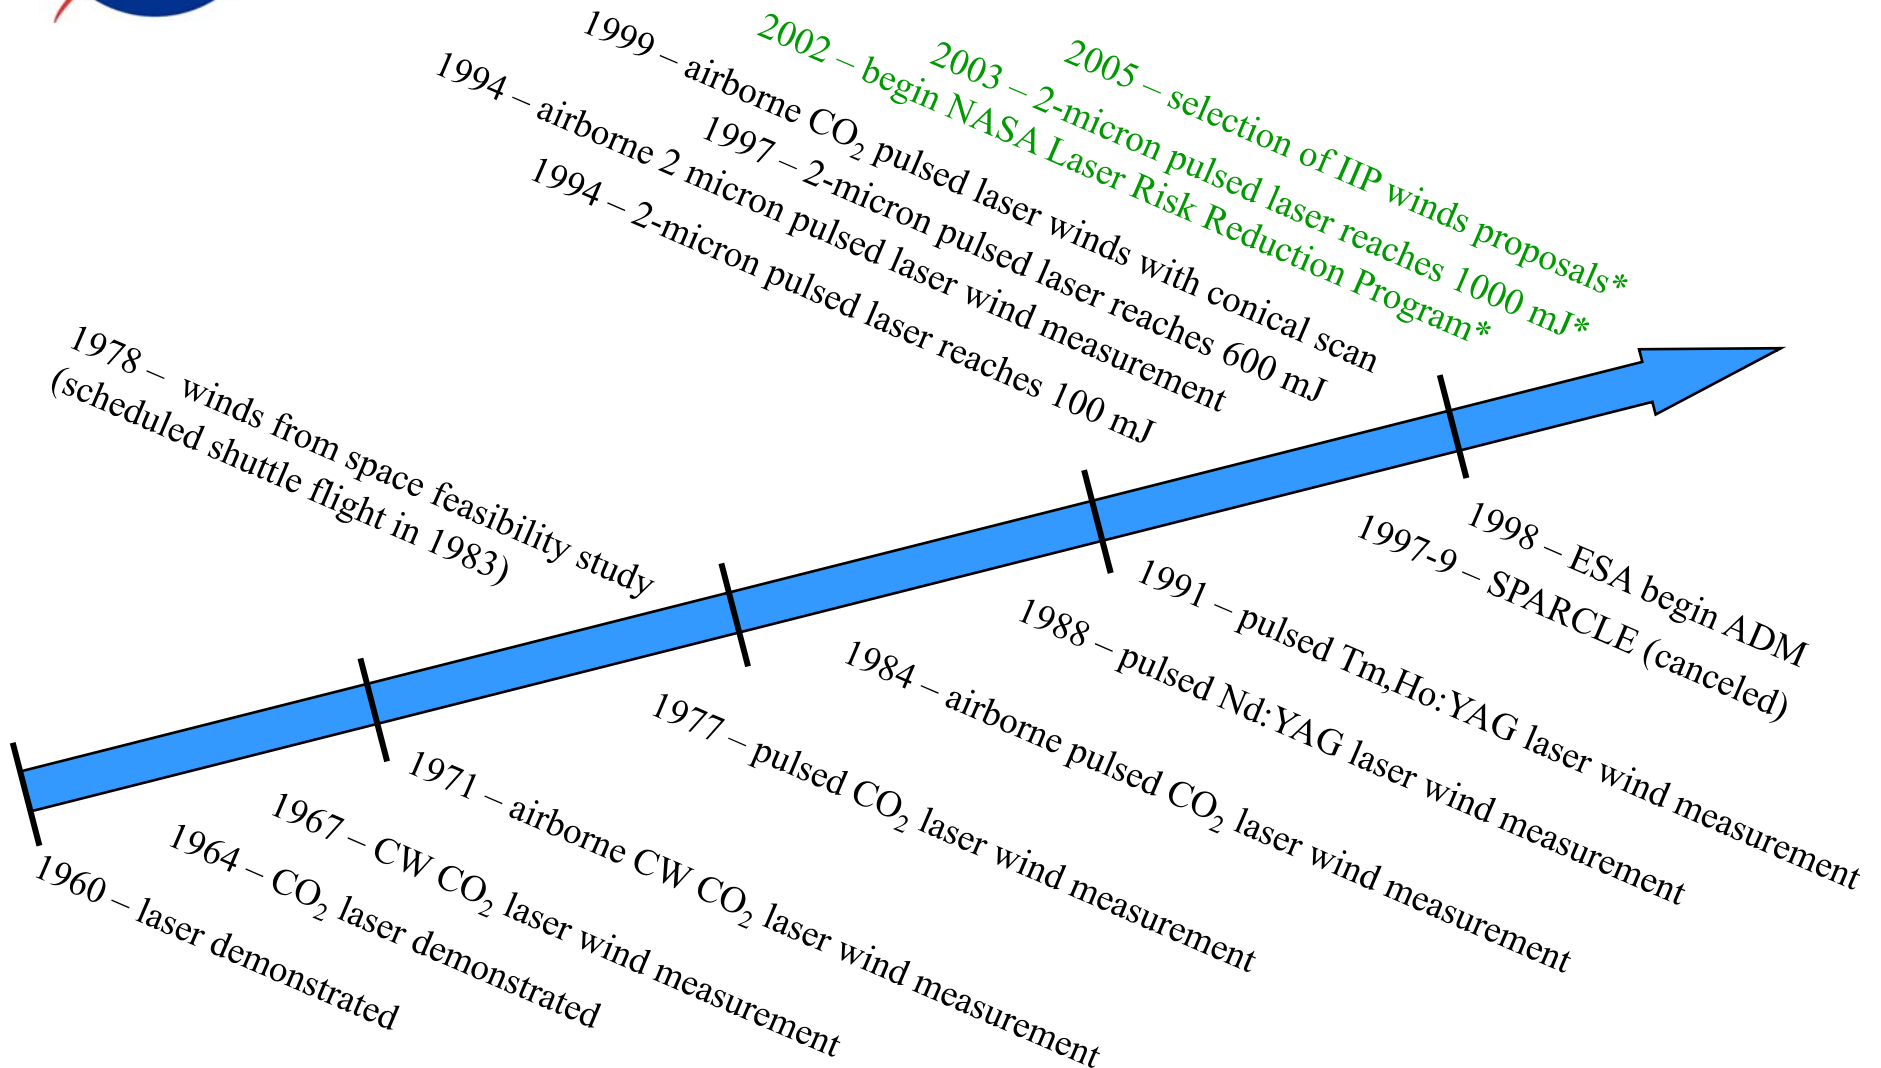 1999 – airborne CO₂ pulsed laser winds with conical scan
2002 – begin NASA Laser Risk Reduction Program*
2003 – 2-micron pulsed laser reaches 1000 mJ*
2005 – selection of IIP winds proposals*
1994 – airborne 2 micron pulsed laser wind measurement
1997 – 2-micron pulsed laser reaches 600 mJ
1994 – 2-micron pulsed laser reaches 100 mJ
1978 –  winds from space feasibility study
(scheduled shuttle flight in 1983)
1960 – laser demonstrated
1964 – CO₂ laser demonstrated
1967 – CW CO₂ laser wind measurement
1971 – airborne CW CO₂ laser wind measurement
1977 – pulsed CO₂ laser wind measurement
1984 – airborne pulsed CO₂ laser wind measurement
1988 – pulsed Nd:YAG laser wind measurement
1991 – pulsed Tm,Ho:YAG laser wind measurement
1997-9 – SPARCLE (canceled)
1998 – ESA begin ADM